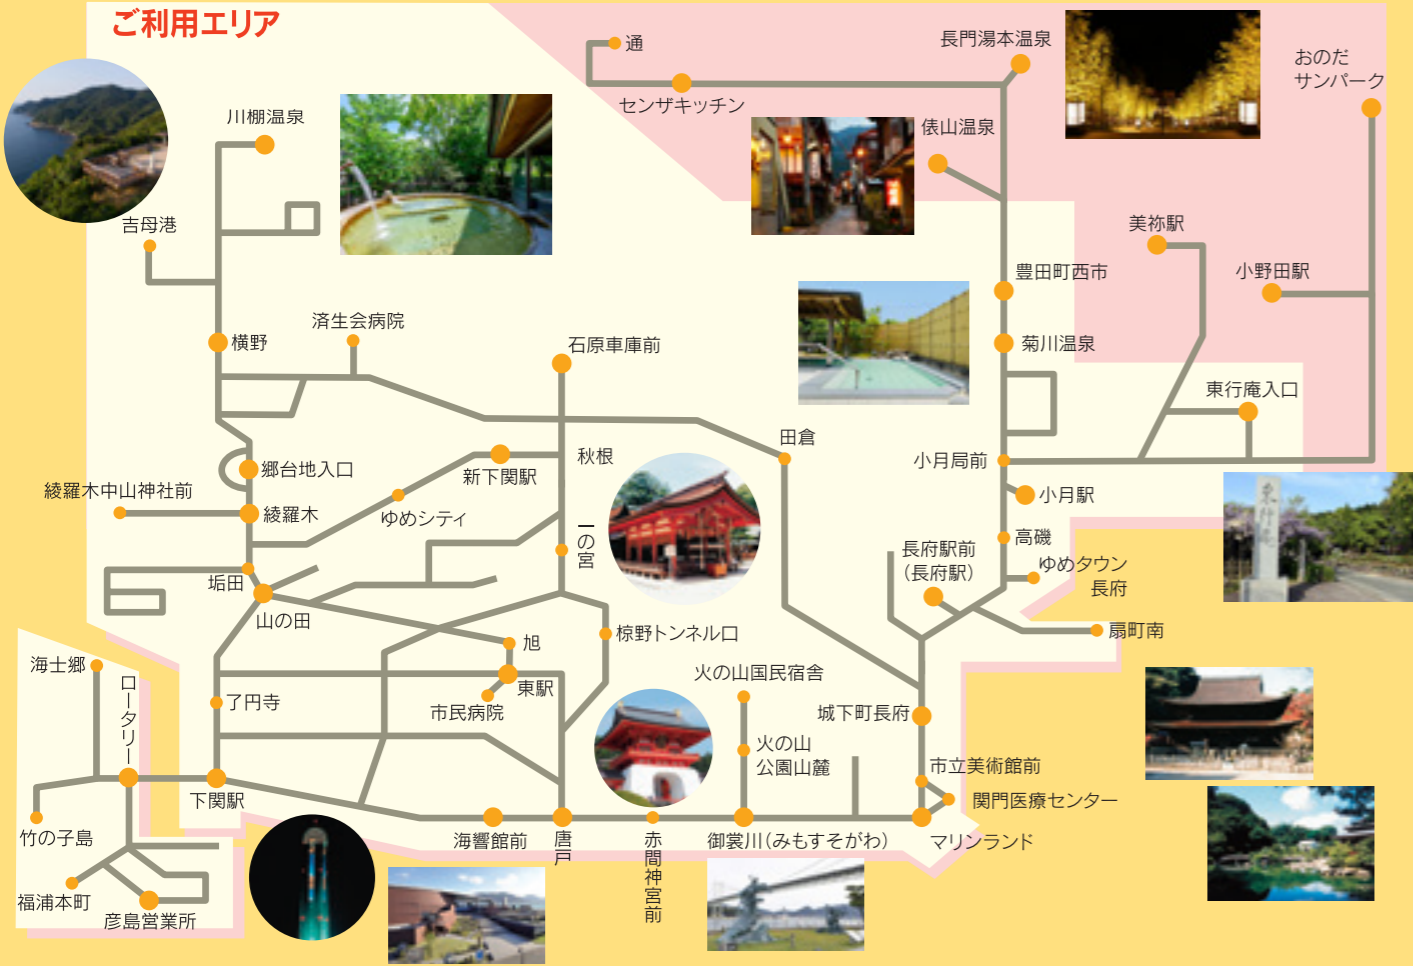 ご利用エリア
通
長門湯本温泉
おのだ
サンパーク
センザキッチン
川棚温泉
俵山温泉
吉母港
美祢駅
小野田駅
豊田町西市
済生会病院
横野
石原車庫前
菊川温泉
東行庵入口
田倉
秋根
小月局前
郷台地入口
新下関駅
綾羅木中山神社前
小月駅
綾羅木
ゆめシティ
一の宮
高磯
長府駅前
(長府駅)
ゆめタウン
長府
垢田
山の田
椋野トンネル口
扇町南
旭
海士郷
ロータリー
火の山国民宿舎
東駅
了円寺
市民病院
城下町長府
火の山
公園山麓
市立美術館前
下関駅
関門医療センター
竹の子島
海響館前
唐戸
赤間神宮前
御裳川(みもすそがわ)
マリンランド
福浦本町
彦島営業所
東行庵